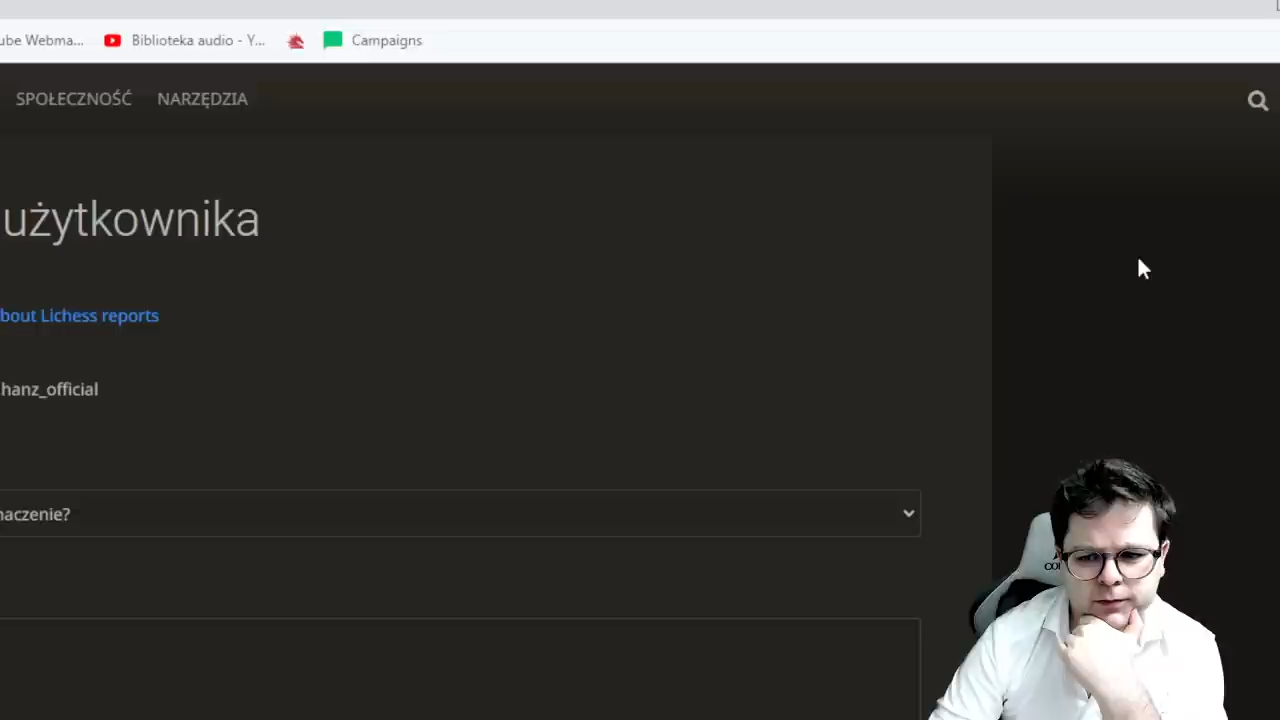 ube Webma... Biblioteka audio - Y... Campaigns
SPOŁECZNOŚĆ NARZĘDZIA
użytkownika
bout Lichess reports
hanz_official
naczenie?